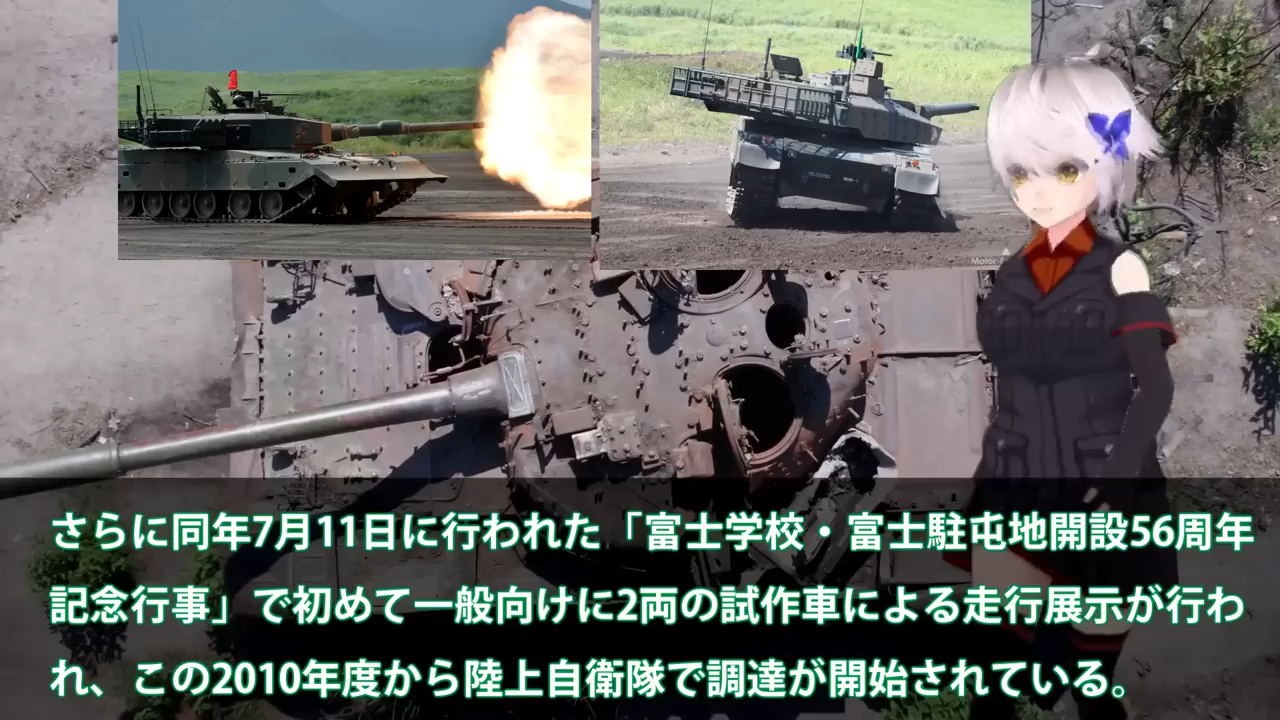 Motor-F
さらに同年7月11日に行われた「富士学校・富士駐屯地開設56周年
記念行事」で初めて一般向けに2両の試作車による走行展示が行わ
れ、この2010年度から陸上自衛隊で調達が開始されている。